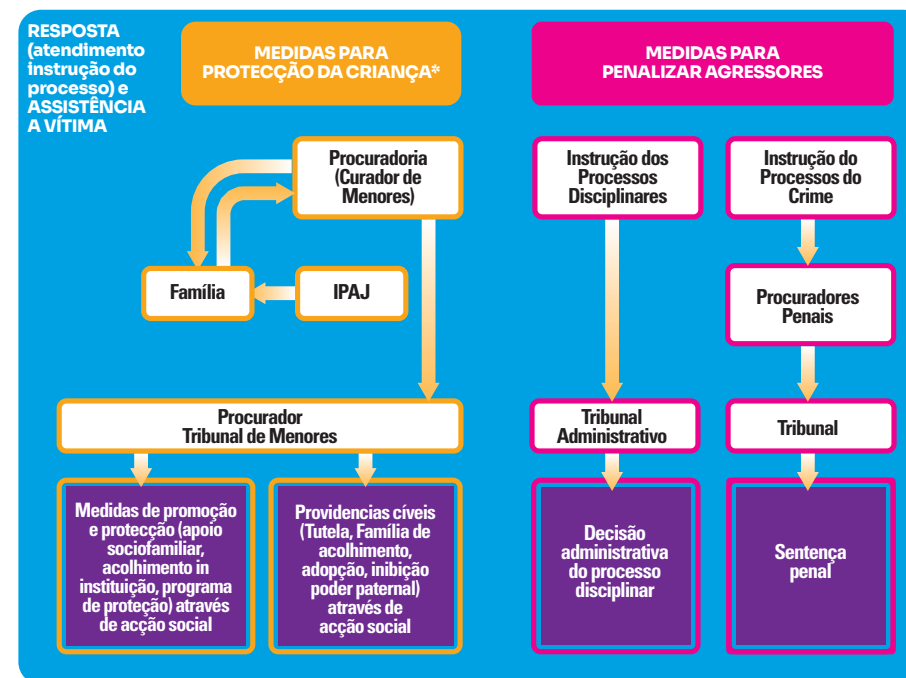 RESPOSTA
(atendimento
instrução do
processo) e
ASSISTÊNCIA
A VÍTIMA
MEDIDAS PARA
PROTECÇÃO DA CRIANÇA*
MEDIDAS PARA
PENALIZAR AGRESSORES
Procuradoria
(Curador de
Menores)
Instrução dos
Processos
Disciplinares
Instrução do
Processos do
Crime
Família
IPAJ
Procuradores
Penais
Procurador
Tribunal de Menores
Tribunal
Administrativo
Tribunal
Medidas de promoção
e protecção (apoio
sociofamiliar,
acolhimento in
instituição, programa
de proteção) através
de acção social
Providencias cíveis
(Tutela, Família de
acolhimento,
adopção, inibição
poder paternal)
através de
acção social
Decisão
administrativa
do processo
disciplinar
Sentença
penal